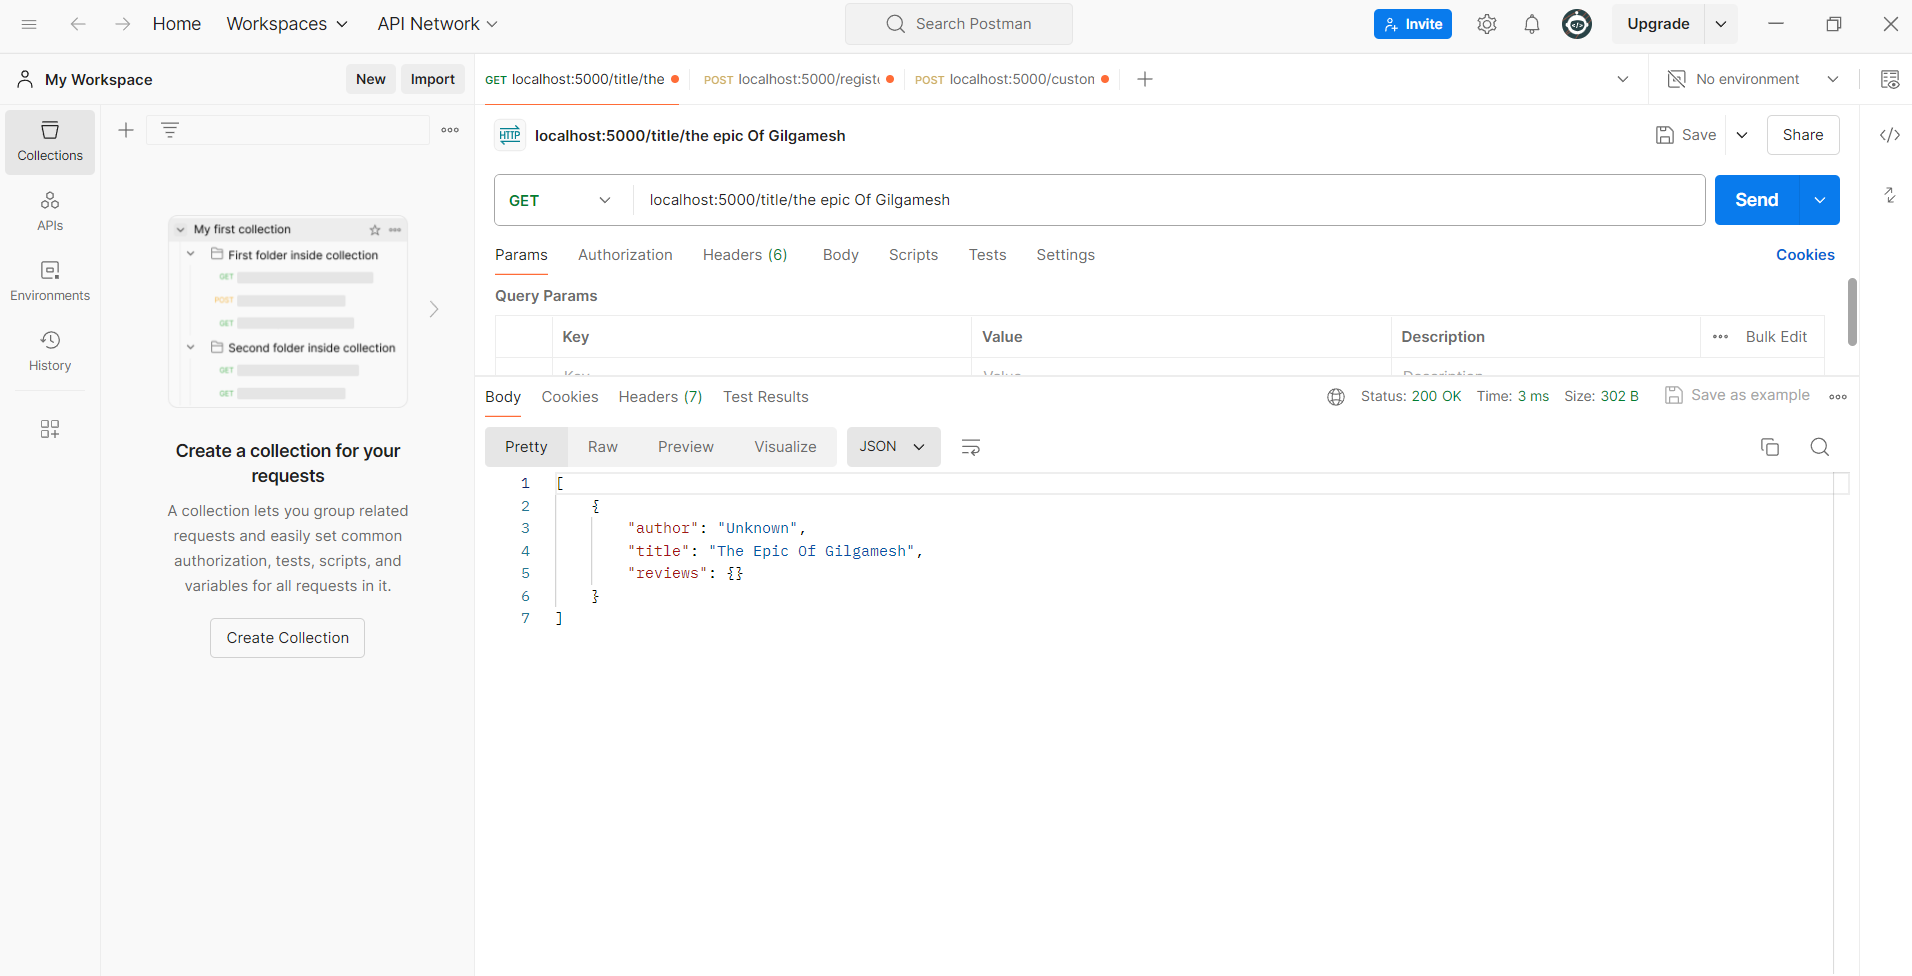 Home Workspaces API Network Search Postman Invite Upgrade
My Workspace New Import
GET localhost:5000/title/the POST localhost:5000/regist POST localhost:5000/custon No environment
Collections
APIs
Environments
History
My first collection
First folder inside collection
GET
POST
GET
Second folder inside collection
GET
GET
Create a collection for your
requests
A collection lets you group related
requests and easily set common
authorization, tests, scripts, and
variables for all requests in it.
Create Collection
HTTP localhost:5000/title/the epic Of Gilgamesh Save Share
GET localhost:5000/title/the epic Of Gilgamesh Send
Params Authorization Headers (6) Body Scripts Tests Settings Cookies
Query Params
Key Value Description Bulk Edit
Key Value Description
Body Cookies Headers (7) Test Results Status: 200 OK Time: 3 ms Size: 302 B Save as example
Pretty Raw Preview Visualize JSON
1 [
2 {
3 "author": "Unknown",
4 "title": "The Epic Of Gilgamesh",
5 "reviews": {}
6 }
7 ]